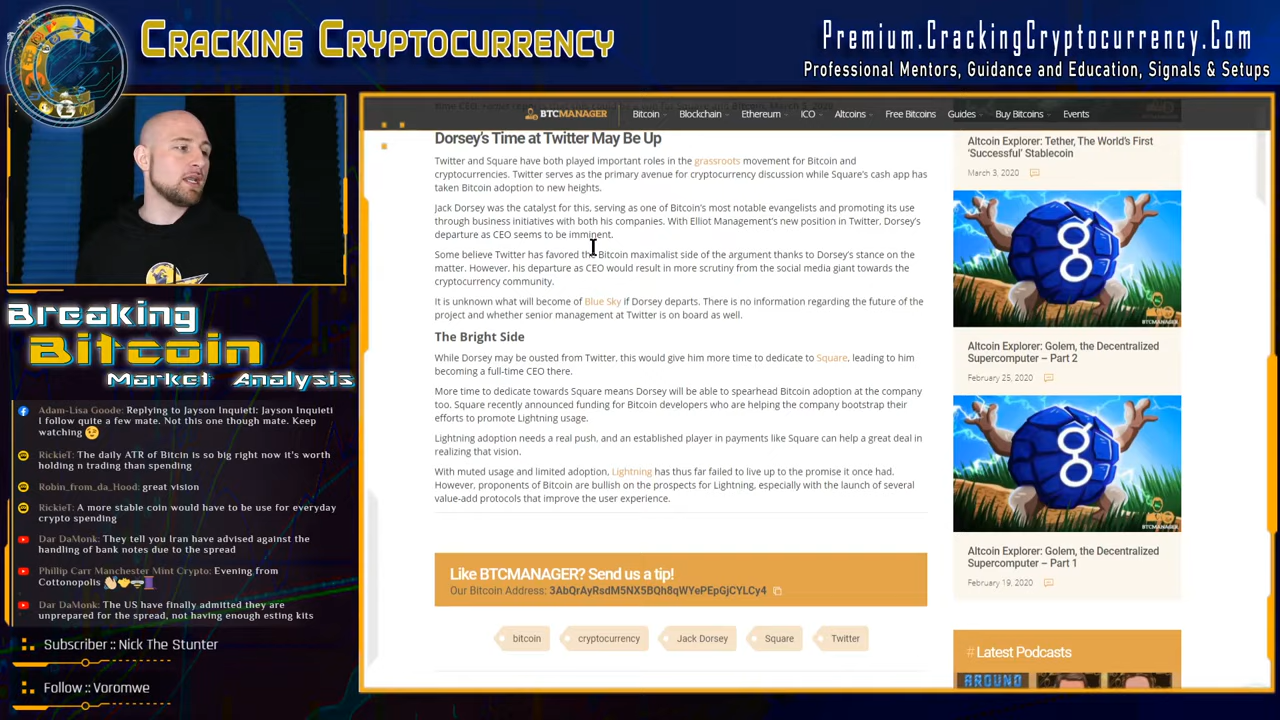 CRACKING CRYPTOCURRENCY
Premium.CrackingCryptocurrency.Com
Professional Mentors, Guidance and Education, Signals & Setups
BTCMANAGER
Bitcoin
Blockchain
Ethereum
ICO
Altcoins
Free Bitcoins
Guides
Buy Bitcoins
Events
Dorsey's Time at Twitter May Be Up
Twitter and Square have both played important roles in the grassroots movement for Bitcoin and
cryptocurrencies. Twitter serves as the primary avenue for cryptocurrency discussion while Square's cash app has
taken Bitcoin adoption to new heights.
Jack Dorsey was the catalyst for this, serving as one of Bitcoin's most notable evangelists and promoting its use
through business initiatives with both his companies. With Elliot Management's new position in Twitter, Dorsey's
departure as CEO seems to be imminent.
Some believe Twitter has favored the Bitcoin maximalist side of the argument thanks to Dorsey's stance on the
matter. However, his departure as CEO would result in more scrutiny from the social media giant towards the
cryptocurrency community.
It is unknown what will become of Blue Sky if Dorsey departs. There is no information regarding the future of the
project and whether senior management at Twitter is on board as well.
The Bright Side
While Dorsey may be ousted from Twitter, this would give him more time to dedicate to Square, leading to him
becoming a full-time CEO there.
More time to dedicate towards Square means Dorsey will be able to spearhead Bitcoin adoption at the company
too. Square recently announced funding for Bitcoin developers who are helping the company bootstrap their
efforts to promote Lightning usage.
Lightning adoption needs a real push, and an established player in payments like Square can help a great deal in
realizing that vision.
With muted usage and limited adoption, Lightning has thus far failed to live up to the promise it once had.
However, proponents of Bitcoin are bullish on the prospects for Lightning, especially with the launch of several
value-add protocols that improve the user experience.
Like BTCMANAGER? Send us a tip!
Our Bitcoin Address: 3AbQrAyRsdM5NX5BQh8qWYePEpGjCYLCy4
bitcoin
cryptocurrency
Jack Dorsey
Square
Twitter
Altcoin Explorer: Tether, The World's First
'Successful' Stablecoin
March 3, 2020
BTCMANAGER
Altcoin Explorer: Golem, the Decentralized
Supercomputer – Part 2
February 25, 2020
BTCMANAGER
Altcoin Explorer: Golem, the Decentralized
Supercomputer – Part 1
February 19, 2020
# Latest Podcasts
AROUND
Breaking
Bitcoin
Market Analysis
Adam-Lisa Goode: Replying to Jayson Inquieti: Jayson Inquieti
I follow quite a few mate. Not this one though mate. Keep
watching 😉
RickieT: The daily ATR of Bitcin is so big right now it's worth
holding n trading than spending
Robin_from_da_Hood: great vision
RickieT: A more stable coin would have to be use for everyday
crypto spending
Dar DaMonk: They tell you Iran have advised against the
handling of bank notes due to the spread
Phillip Carr Manchester Mint Crypto: Evening from
Cottonopolis
Dar DaMonk: The US have finally admitted they are
unprepared for the spread, not having enough esting kits
Subscriber :: Nick The Stunter
Follow :: Voromwe